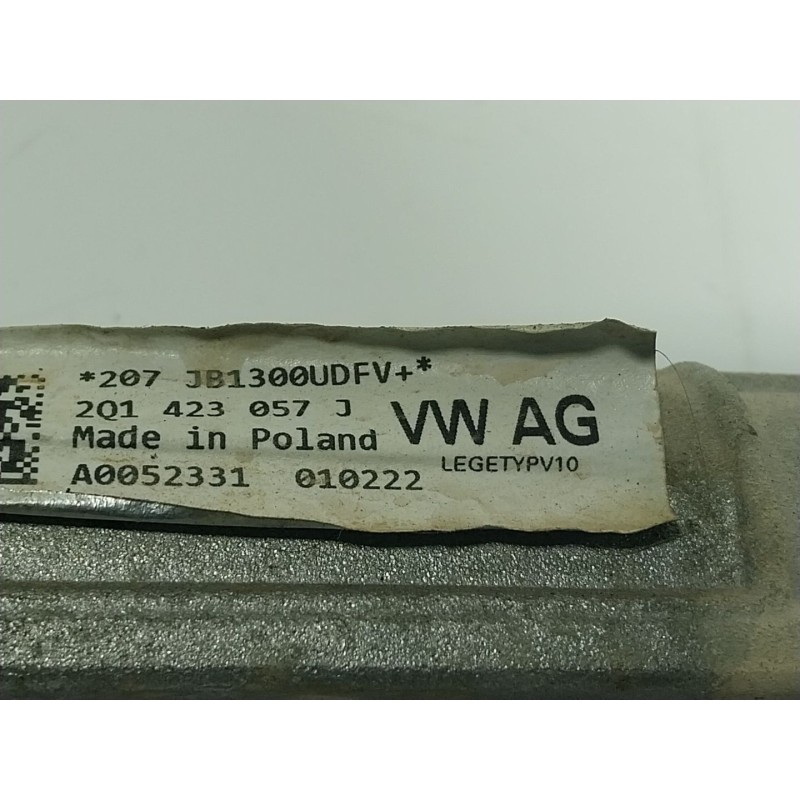 *207 JB1300UDFV+*
2Q1 423 057 J
Made in Poland
VW AG
LEGETYPV10
A0052331 010222